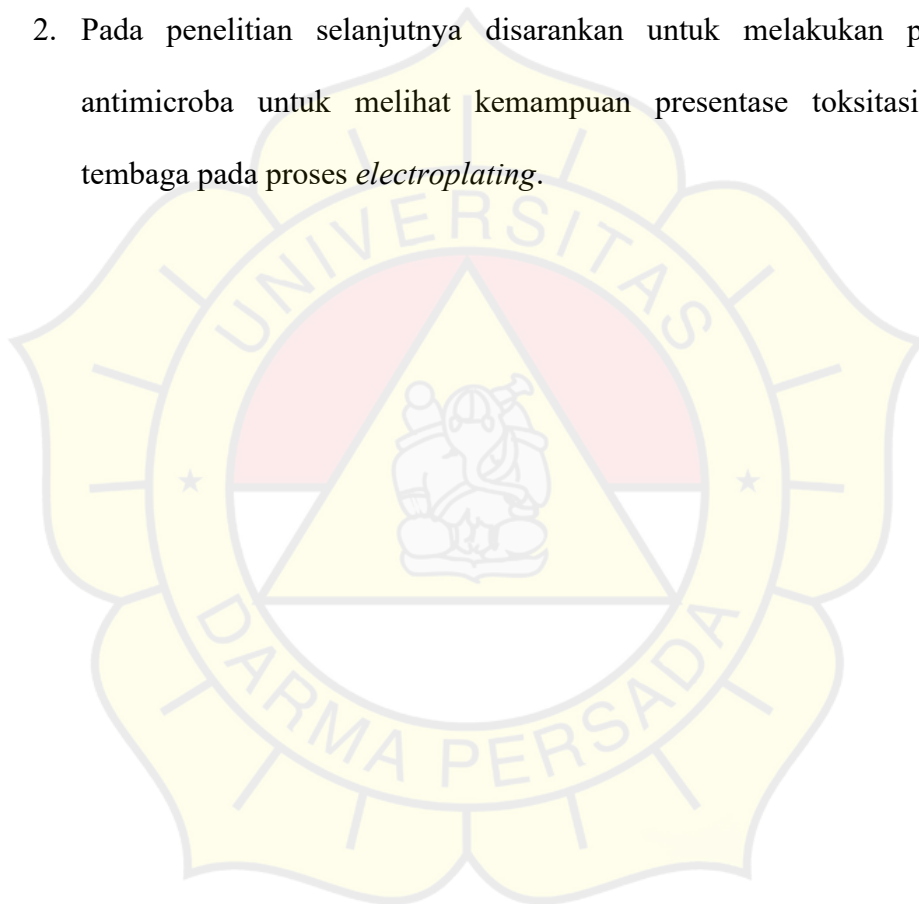 2. Pada penelitian selanjutnya disarankan untuk melakukan
antimicroba untuk melihat kemampuan presentase toksitasi
tembaga pada proses electroplating.
UNIVERSITAS
DARMA PERSADA